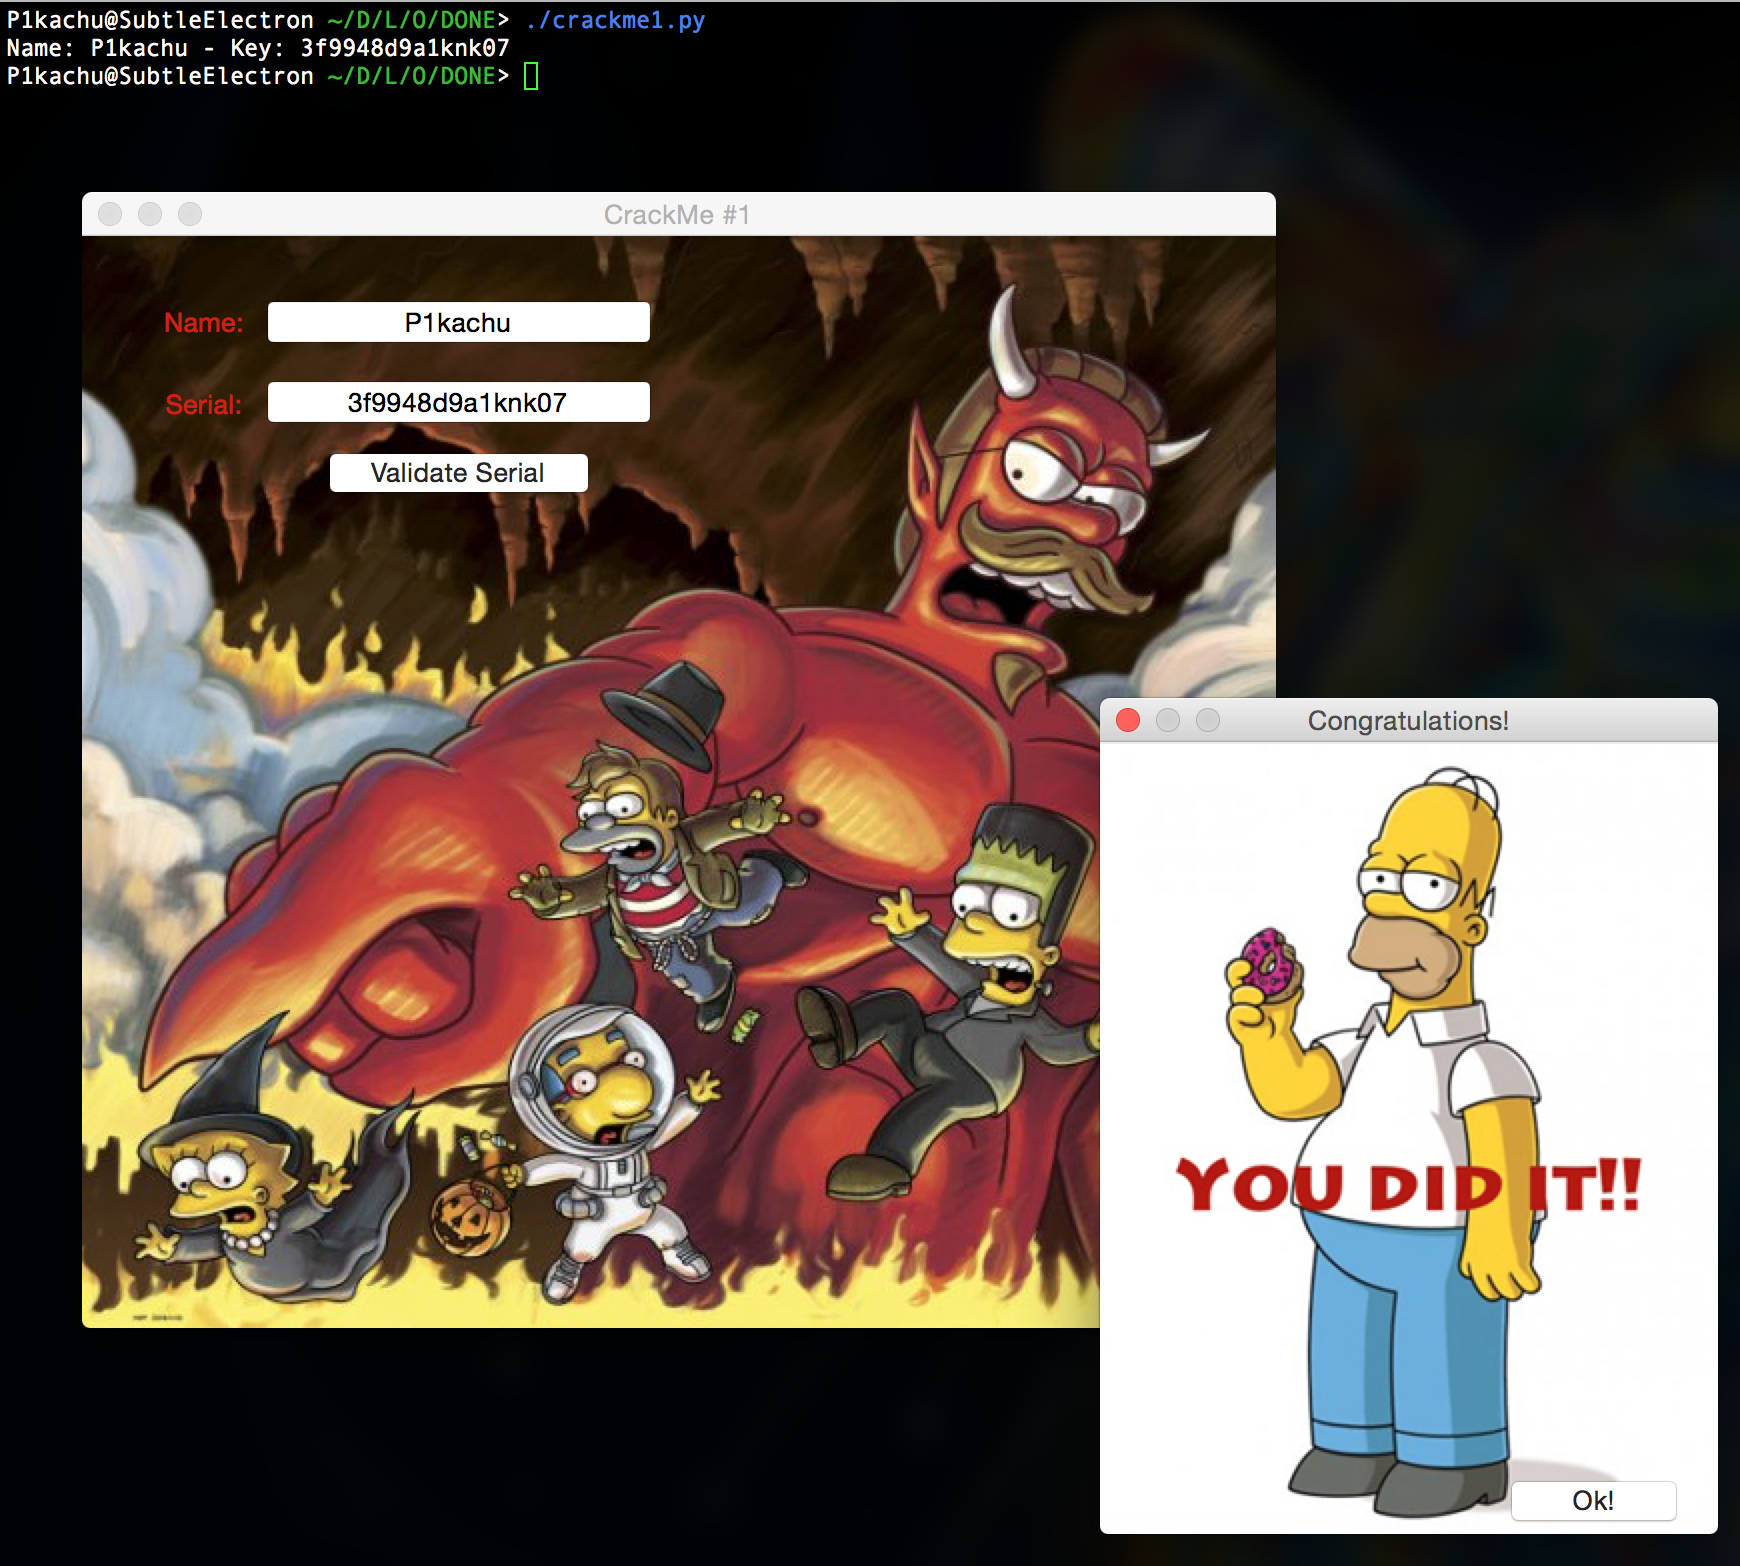 P1kachu@SubtleElectron ~/D/L/O/DONE> ./crackme1.py
Name: P1kachu - Key: 3f9948d9a1knk07
P1kachu@SubtleElectron ~/D/L/O/DONE>
CrackMe #1
Name: P1kachu
Serial: 3f9948d9a1knk07
Validate Serial
Congratulations!
YOU DID IT!!
Ok!